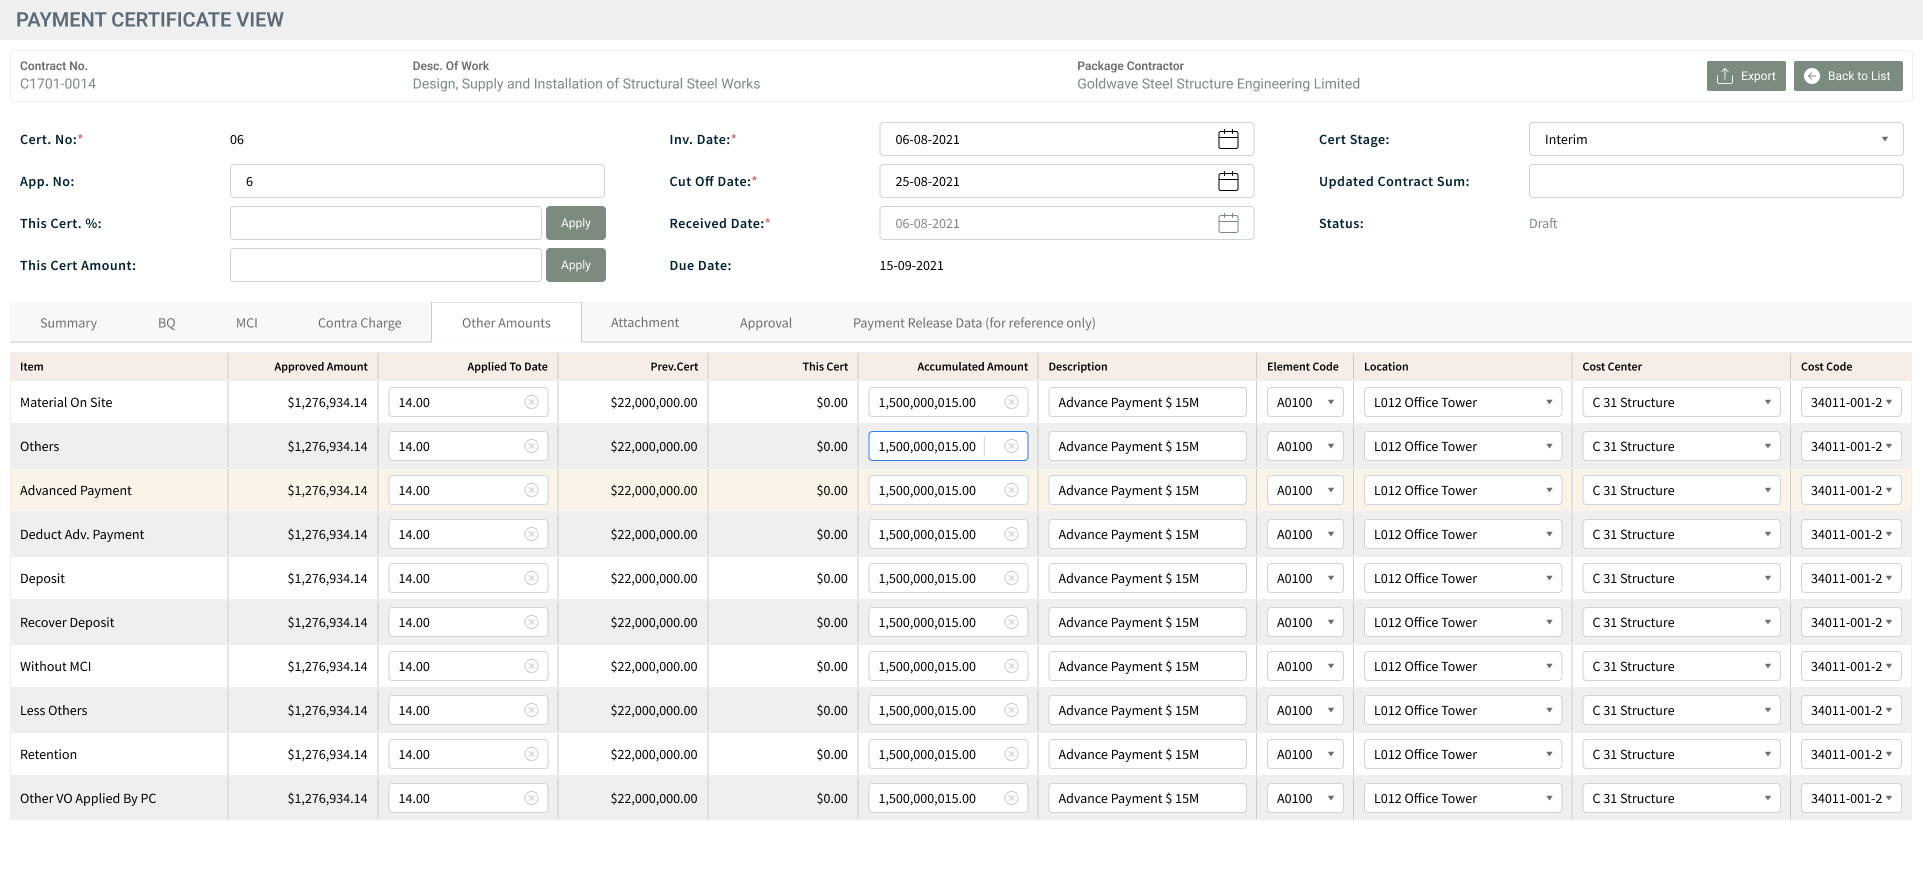 PAYMENT CERTIFICATE VIEW
Contract No. Desc. Of Work Package Contractor
C1701-0014 Design, Supply and Installation of Structural Steel Works Goldwave Steel Structure Engineering Limited Export Back to List
Cert. No:* 06 Inv. Date:* 06-08-2021 Cert Stage: Interim
App. No: 6 Cut Off Date:* 25-08-2021 Updated Contract Sum:
This Cert. %: Apply Received Date:* 06-08-2021 Status: Draft
This Cert Amount: Apply Due Date: 15-09-2021
Summary BQ MCI Contra Charge Other Amounts Attachment Approval Payment Release Data (for reference only)
Item Approved Amount Applied To Date Prev.Cert This Cert Accumulated Amount Description Element Code Location Cost Center Cost Code
Material On Site $1,276,934.14 14.00 $22,000,000.00 $0.00 1,500,000,015.00 Advance Payment $ 15M A0100 L012 Office Tower C 31 Structure 34011-001-2
Others $1,276,934.14 14.00 $22,000,000.00 $0.00 1,500,000,015.00 Advance Payment $ 15M A0100 L012 Office Tower C 31 Structure 34011-001-2
Advanced Payment $1,276,934.14 14.00 $22,000,000.00 $0.00 1,500,000,015.00 Advance Payment $ 15M A0100 L012 Office Tower C 31 Structure 34011-001-2
Deduct Adv. Payment $1,276,934.14 14.00 $22,000,000.00 $0.00 1,500,000,015.00 Advance Payment $ 15M A0100 L012 Office Tower C 31 Structure 34011-001-2
Deposit $1,276,934.14 14.00 $22,000,000.00 $0.00 1,500,000,015.00 Advance Payment $ 15M A0100 L012 Office Tower C 31 Structure 34011-001-2
Recover Deposit $1,276,934.14 14.00 $22,000,000.00 $0.00 1,500,000,015.00 Advance Payment $ 15M A0100 L012 Office Tower C 31 Structure 34011-001-2
Without MCI $1,276,934.14 14.00 $22,000,000.00 $0.00 1,500,000,015.00 Advance Payment $ 15M A0100 L012 Office Tower C 31 Structure 34011-001-2
Less Others $1,276,934.14 14.00 $22,000,000.00 $0.00 1,500,000,015.00 Advance Payment $ 15M A0100 L012 Office Tower C 31 Structure 34011-001-2
Retention $1,276,934.14 14.00 $22,000,000.00 $0.00 1,500,000,015.00 Advance Payment $ 15M A0100 L012 Office Tower C 31 Structure 34011-001-2
Other VO Applied By PC $1,276,934.14 14.00 $22,000,000.00 $0.00 1,500,000,015.00 Advance Payment $ 15M A0100 L012 Office Tower C 31 Structure 34011-001-2